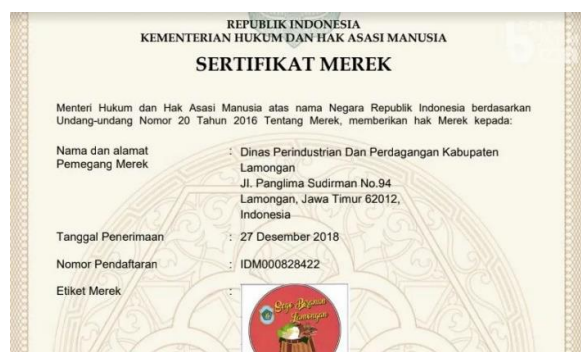 REPUBLIK INDONESIA
KEMENTERIAN HUKUM DAN HAK ASASI MANUSIA
SERTIFIKAT MEREK
Menteri Hukum dan Hak Asasi Manusia atas nama Negara Republik Indonesia berdasarkan
Undang-undang Nomor 20 Tahun 2016 Tentang Merek, memberikan hak Merek kepada:
Nama dan alamat : Dinas Perindustrian Dan Perdagangan Kabupaten
Pemegang Merek Lamongan
Jl. Panglima Sudirman No.94
Lamongan, Jawa Timur 62012,
Indonesia
Tanggal Penerimaan : 27 Desember 2018
Nomor Pendaftaran : IDM000828422
Etiket Merek :
Sego Boranan
Lamongan